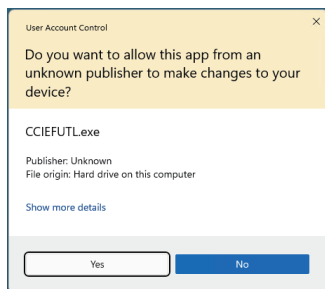 User Account Control
Do you want to allow this app from an
unknown publisher to make changes to your
device?
CCIEFUTL.exe
Publisher: Unknown
File origin: Hard drive on this computer
Show more details
Yes
No